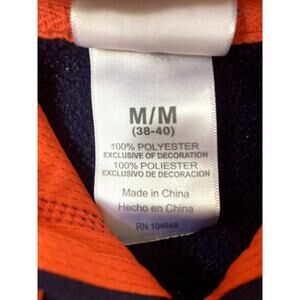 M/M
(38-40)
100% POLYESTER
EXCLUSIVE OF DECORATION
100% POLIESTER
EXCLUSIVO DE DECORACION
Made in China
Hecho en China
RN 104648